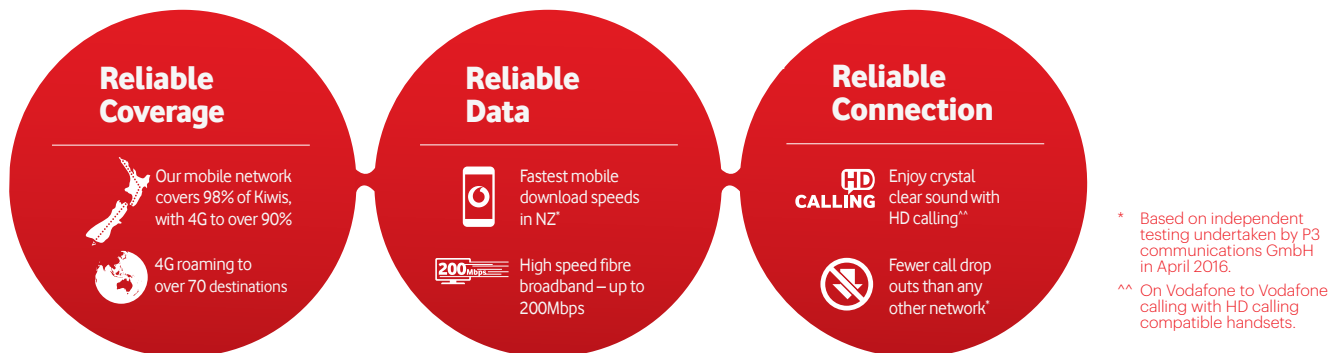 Reliable
Coverage
Our mobile network
covers 98% of Kiwis,
with 4G to over 90%
4G roaming to
over 70 destinations
Reliable
Data
Fastest mobile
download speeds
in NZ*
200Mbps
High speed fibre
broadband – up to
200Mbps
Reliable
Connection
HD
CALLING
Enjoy crystal
clear sound with
HD calling^^
Fewer call drop
outs than any
other network*
* Based on independent
testing undertaken by P3
communications GmbH
in April 2016.
^^ On Vodafone to Vodafone
calling with HD calling
compatible handsets.